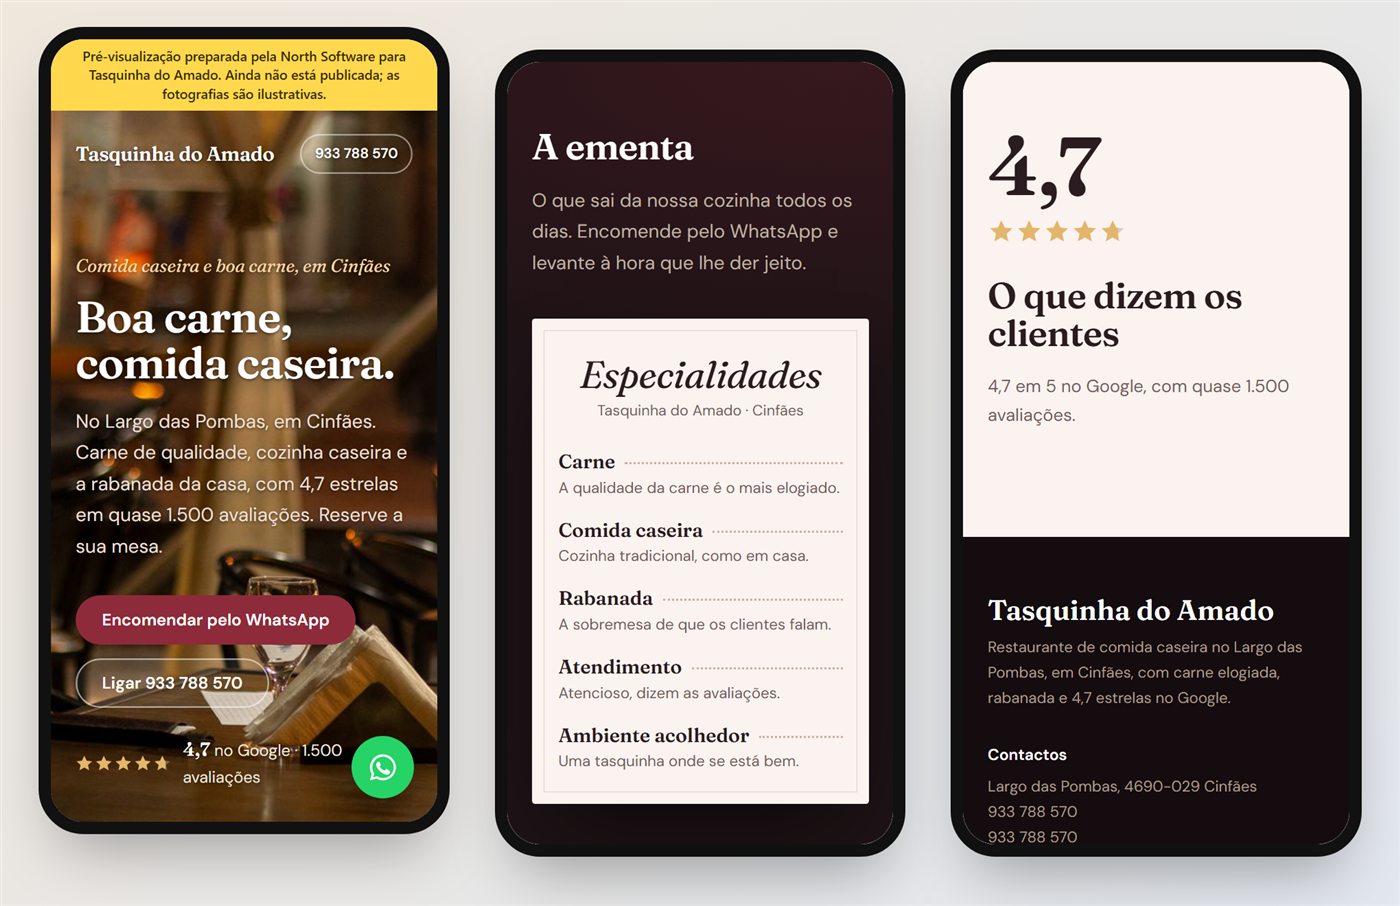 Pré-visualização preparada pela North Software para
Tasquinha do Amado. Ainda não está publicada; as
fotografias são ilustrativas.
Tasquinha do Amado
933 788 570
Comida caseira e boa carne, em Cinfães
Boa carne,
comida caseira.
No Largo das Pombas, em Cinfães.
Carne de qualidade, cozinha caseira e
a rabanada da casa, com 4,7 estrelas
em quase 1.500 avaliações. Reserve a
sua mesa.
Encomendar pelo WhatsApp
Ligar 933 788 570
4,7 no Google · 1.500
avaliações
A ementa
O que sai da nossa cozinha todos os
dias. Encomende pelo WhatsApp e
levante à hora que lhe der jeito.
Especialidades
Tasquinha do Amado · Cinfães
Carne
A qualidade da carne é o mais elogiado.
Comida caseira
Cozinha tradicional, como em casa.
Rabanada
A sobremesa de que os clientes falam.
Atendimento
Atencioso, dizem as avaliações.
Ambiente acolhedor
Uma tasquinha onde se está bem.
4,7
O que dizem os
clientes
4,7 em 5 no Google, com quase 1.500
avaliações.
Tasquinha do Amado
Restaurante de comida caseira no Largo das
Pombas, em Cinfães, com carne elogiada,
rabanada e 4,7 estrelas no Google.
Contactos
Largo das Pombas, 4690-029 Cinfães
933 788 570
933 788 570